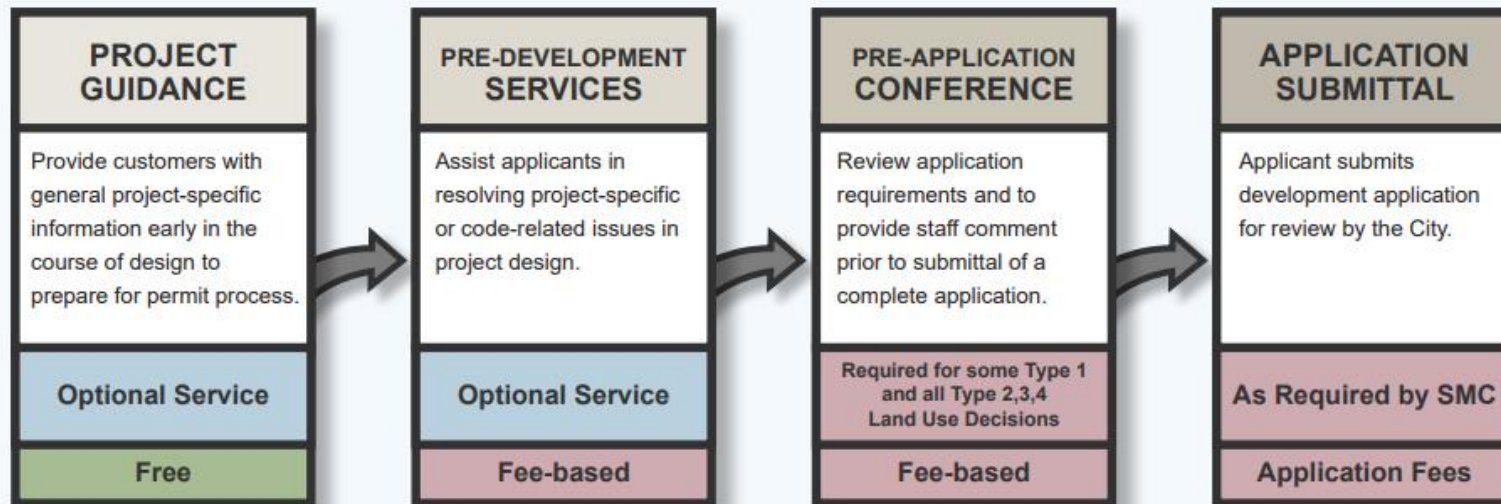 PROJECT
GUIDANCE
Provide customers with
general project-specific
information early in the
course of design to
prepare for permit process.
Optional Service
Free
PRE-DEVELOPMENT
SERVICES
Assist applicants in
resolving project-specific
or code-related issues in
project design.
Optional Service
Fee-based
PRE-APPLICATION
CONFERENCE
Review application
requirements and to
provide staff comment
prior to submittal of a
complete application.
Required for some Type 1
and all Type 2,3,4
Land Use Decisions
Fee-based
APPLICATION
SUBMITTAL
Applicant submits
development application
for review by the City.
As Required by SMC
Application Fees